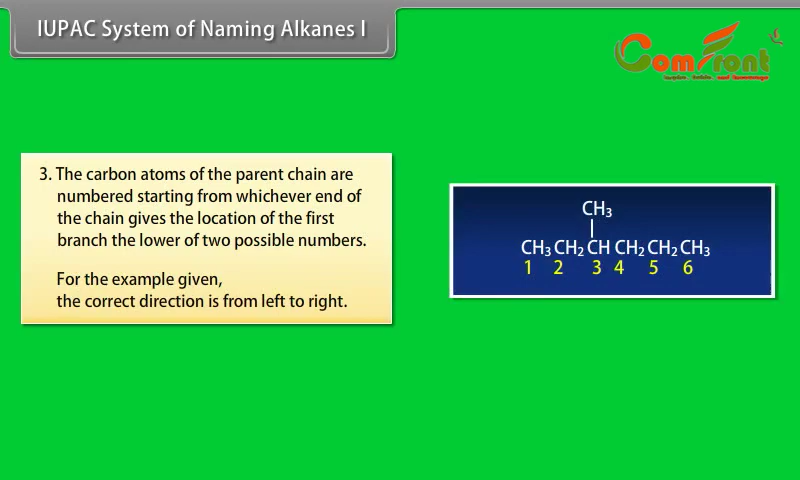 IUPAC System of Naming Alkanes I
ComFront
3. The carbon atoms of the parent chain are
numbered starting from whichever end of
the chain gives the location of the first
branch the lower of two possible numbers.
For the example given,
the correct direction is from left to right.
CH₃
CH₃ CH₂ CH CH₂ CH₂ CH₃
1 2 3 4 5 6